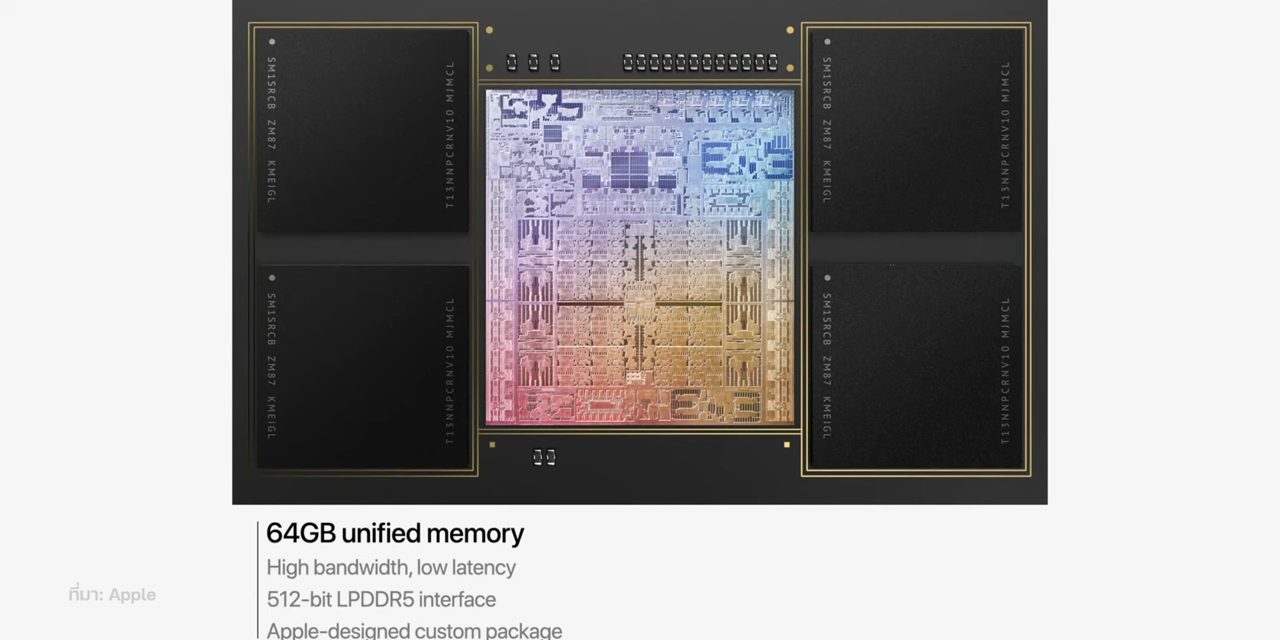 SM1SRCB ZM87 KMEIGL
T13NNPCRNV10 MJMCL
SM1SRCB ZM87 KMEIGL
T13NNPCRNV10 MJMCL
SM1SRCB ZM87 KMEIGL
T13NNPCRNV10 MJMCL
SM1SRCB ZM87 KMEIGL
T13NNPCRNV10 MJMCL
64GB unified memory
High bandwidth, low latency
512-bit LPDDR5 interface
Apple-designed custom package
ที่มา: Apple